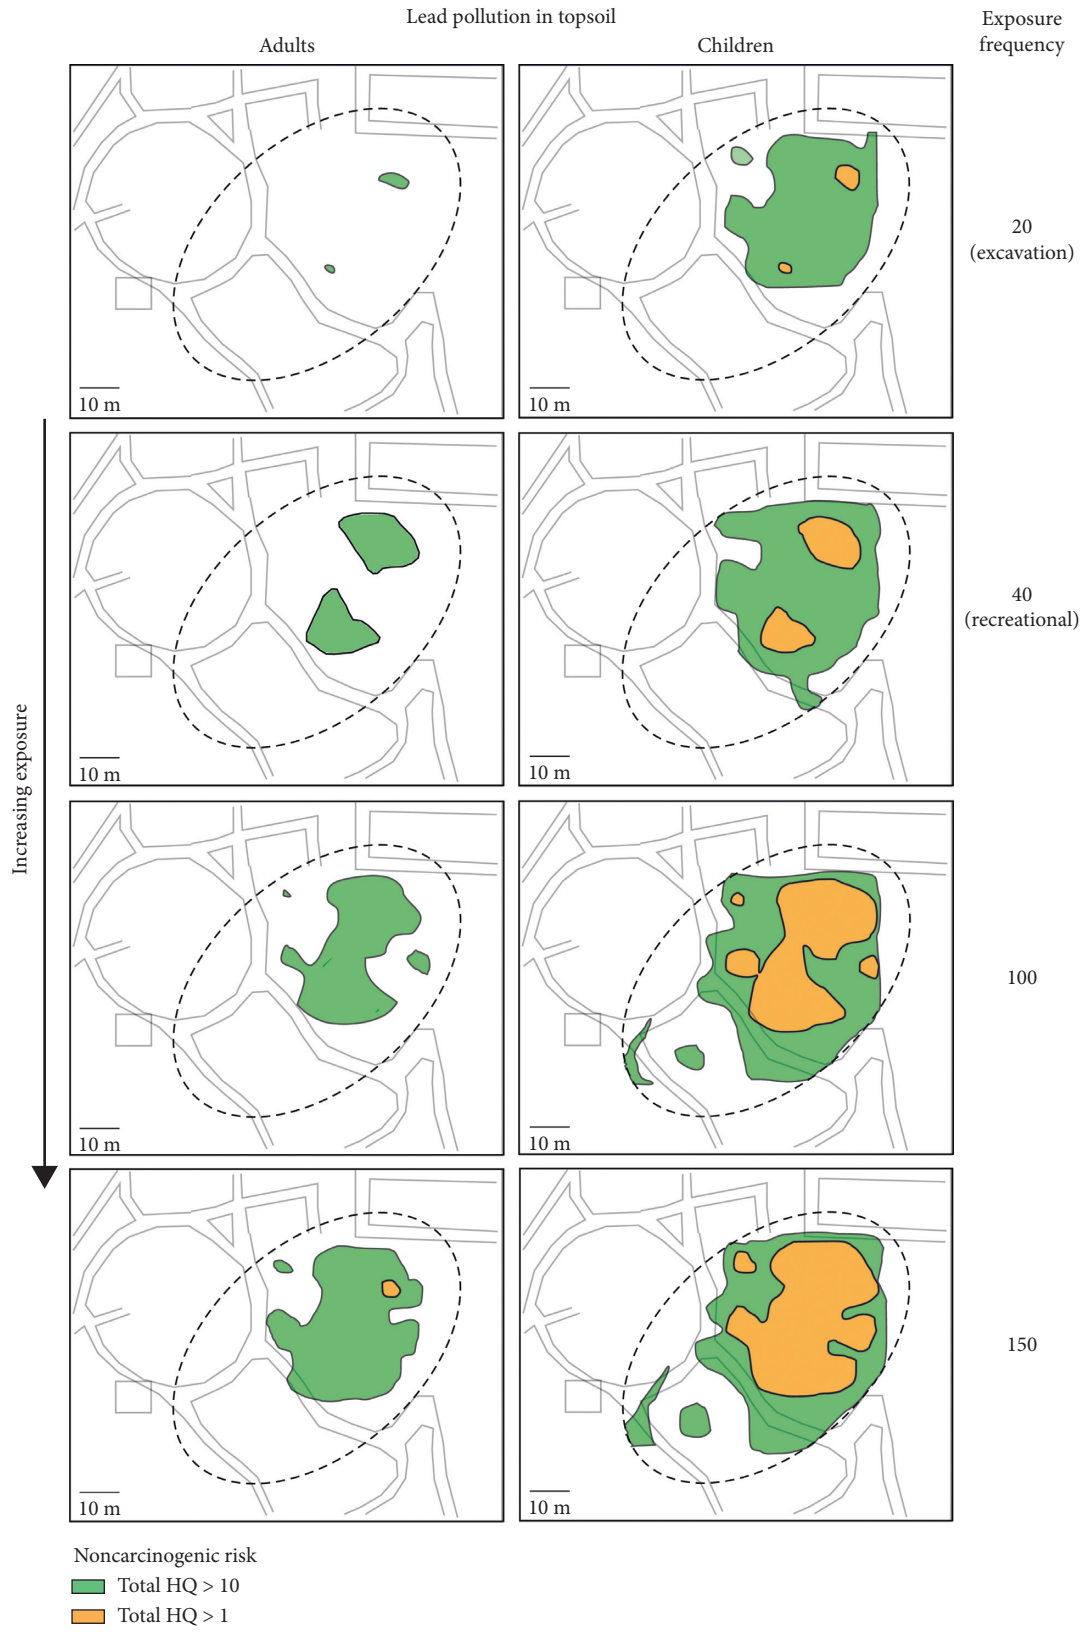 Lead pollution in topsoil
Adults
Children
Exposure
frequency
10 m
10 m
20
(excavation)
10 m
10 m
40
(recreational)
Increasing exposure
10 m
10 m
100
10 m
10 m
150
Noncarcinogenic risk
Total HQ > 10
Total HQ > 1